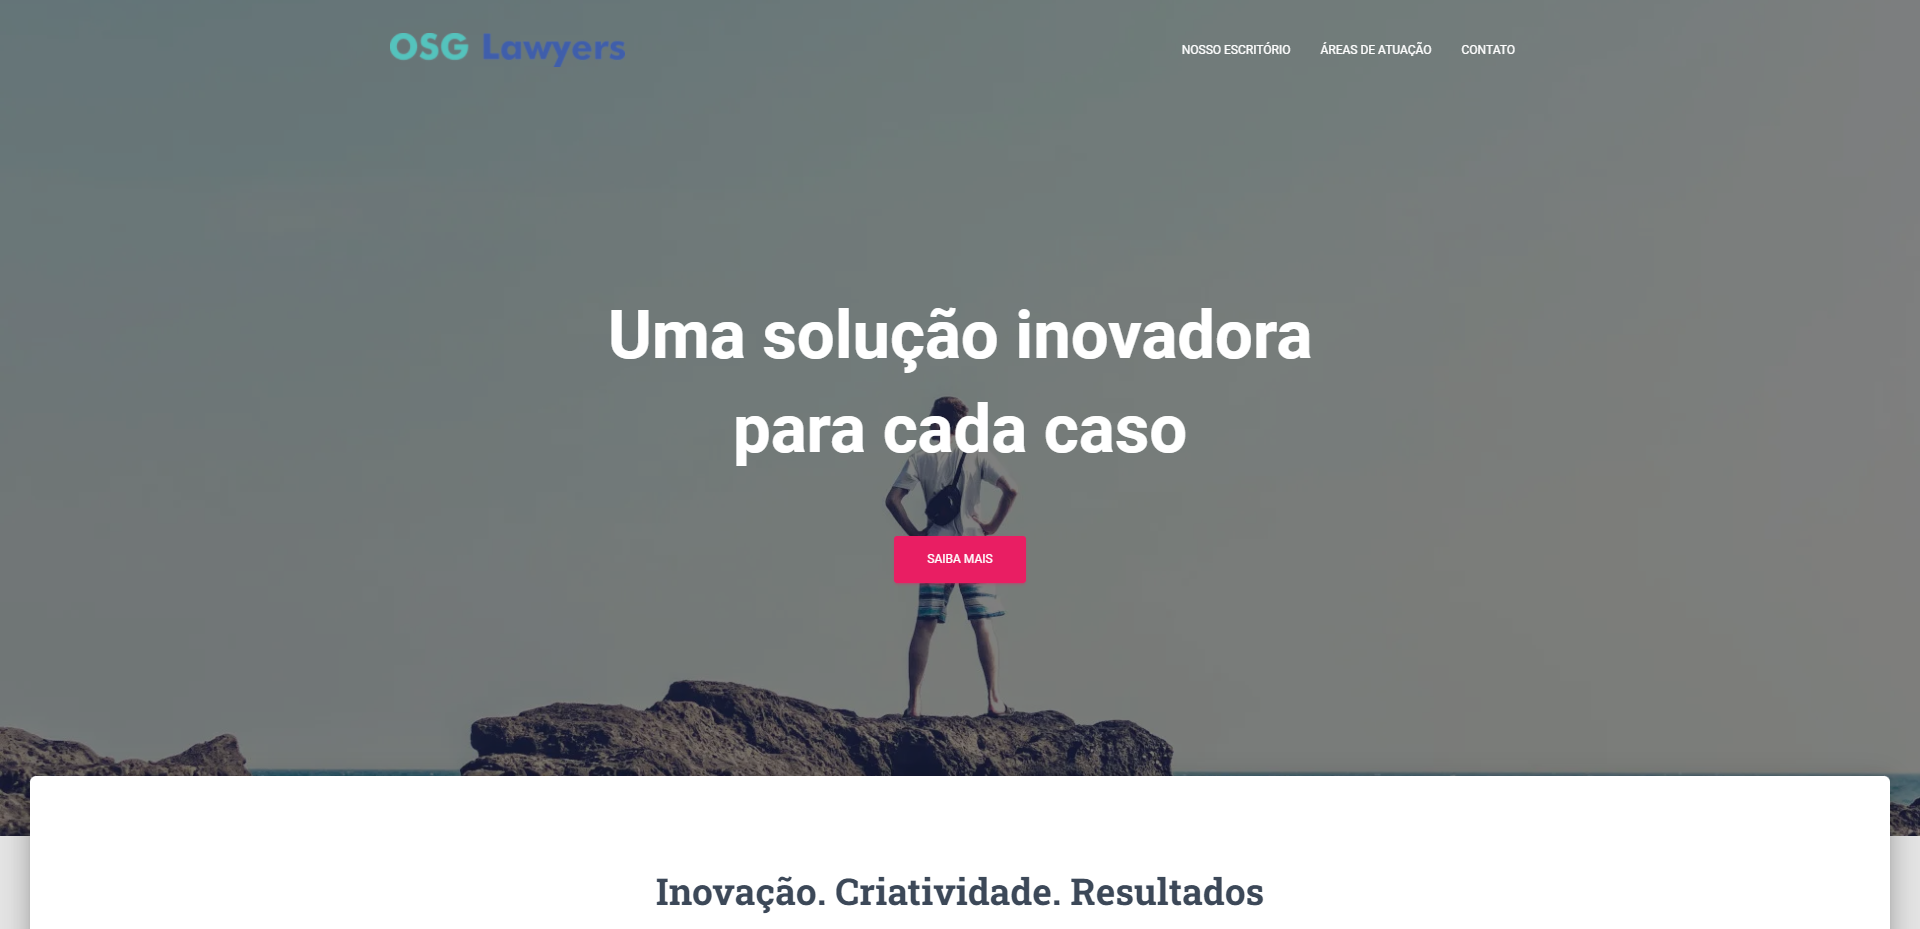 OSG Lawyers
NOSSO ESCRITÓRIO ÁREAS DE ATUAÇÃO CONTATO
Uma solução inovadora
para cada caso
SAIBA MAIS
Inovação. Criatividade. Resultados